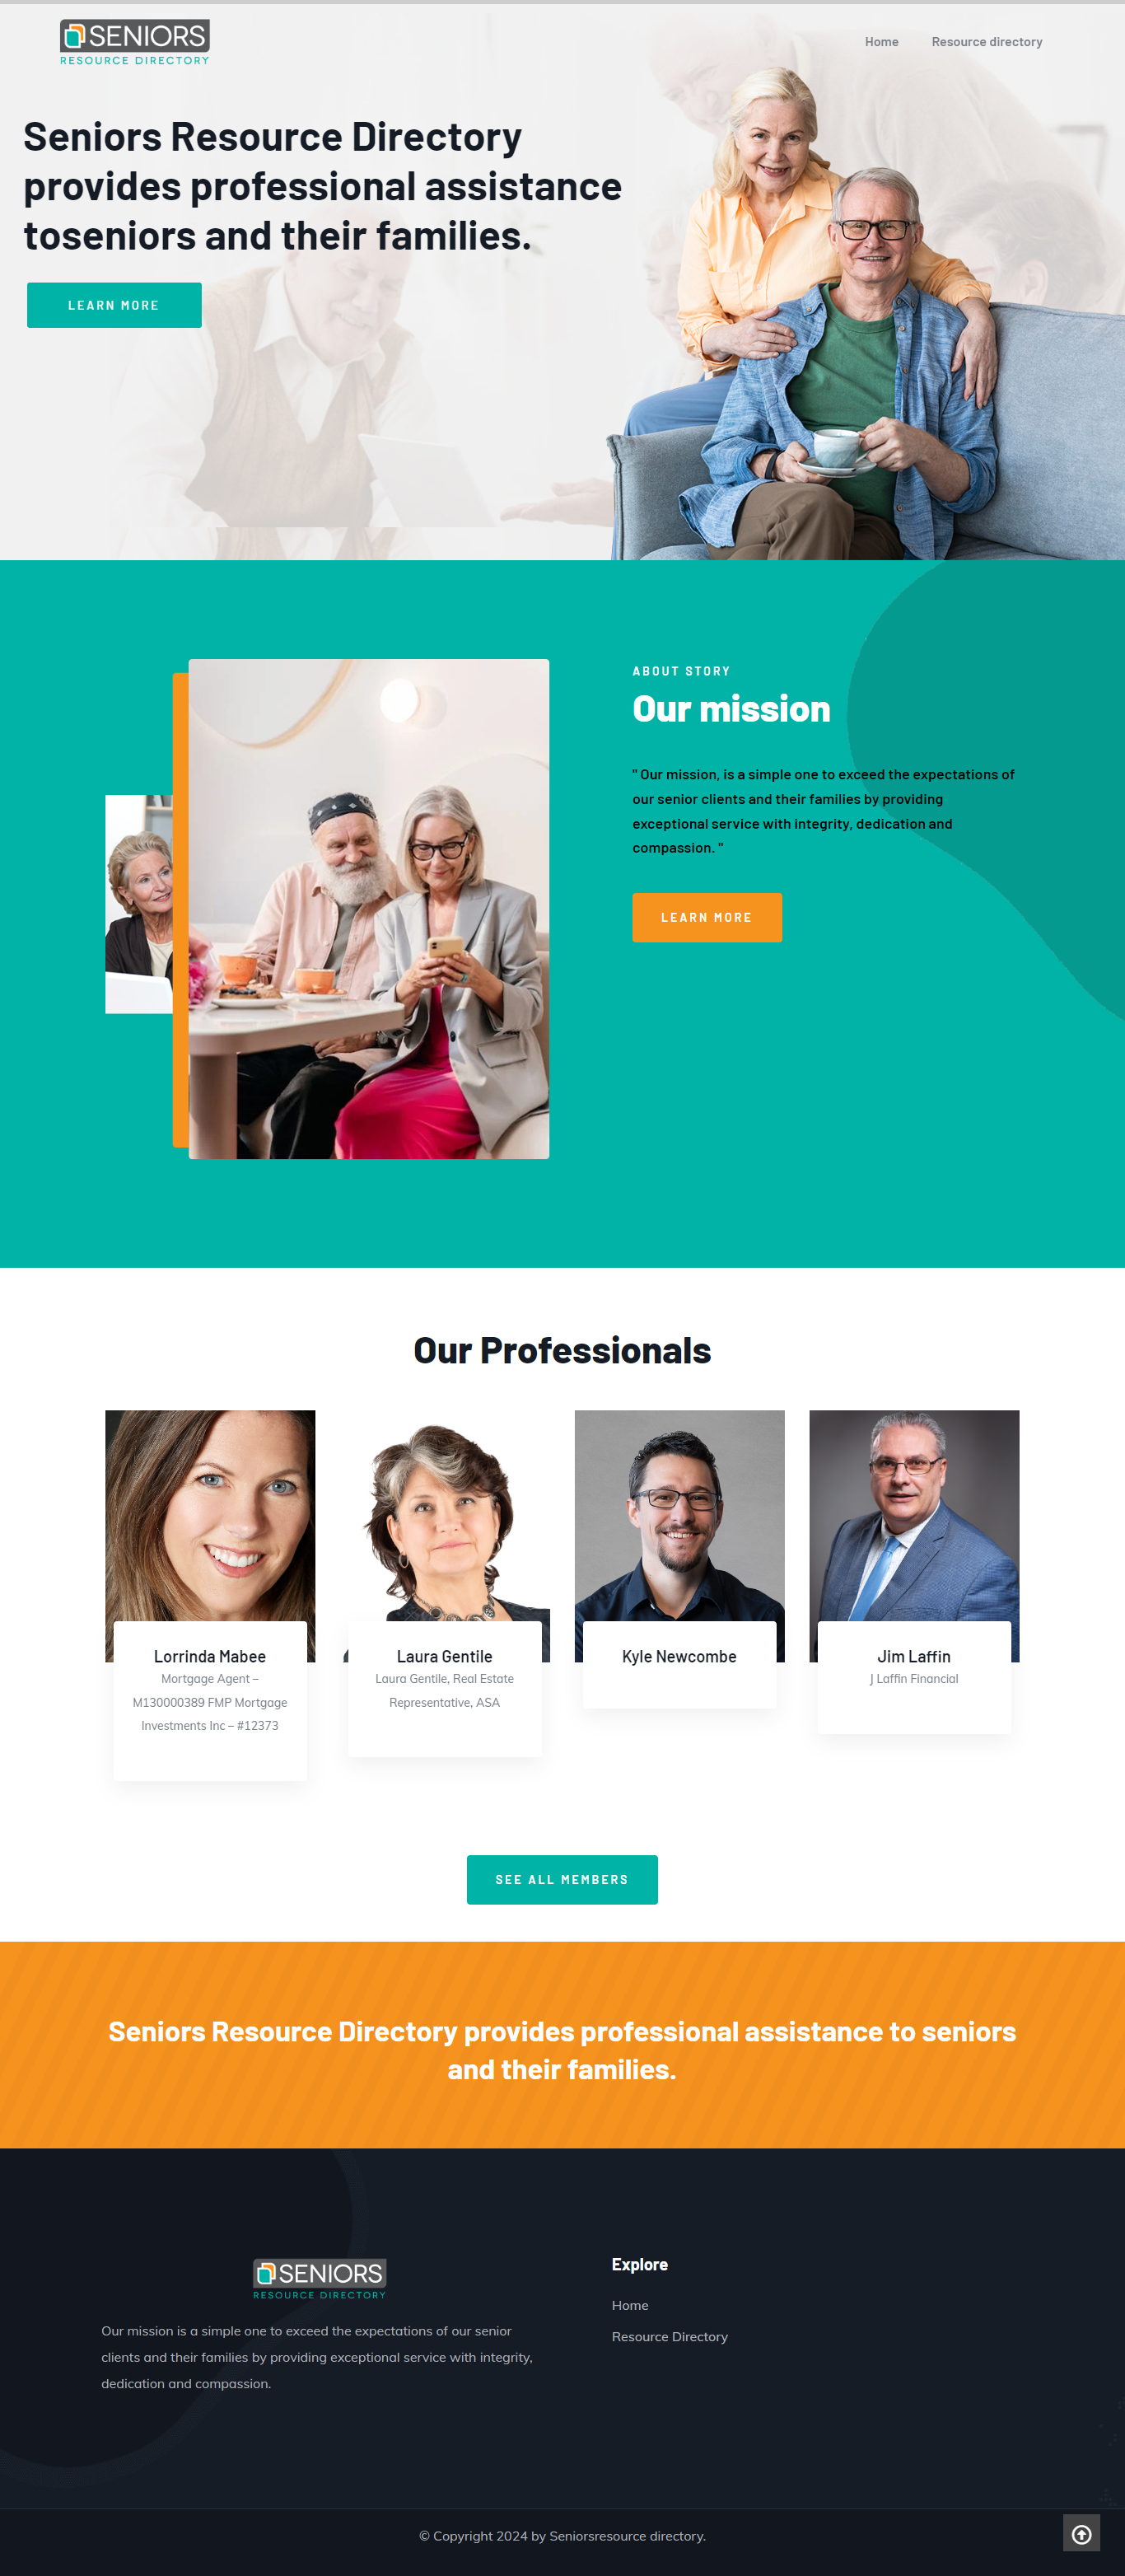 SENIORS
RESOURCE DIRECTORY
Home
Resource directory
Seniors Resource Directory
provides professional assistance
toseniors and their families.
LEARN MORE
ABOUT STORY
Our mission
" Our mission, is a simple one to exceed the expectations of
our senior clients and their families by providing
exceptional service with integrity, dedication and
compassion. "
LEARN MORE
Our Professionals
Lorrinda Mabee
Mortgage Agent –
M130000389 FMP Mortgage
Investments Inc – #12373
Laura Gentile
Laura Gentile, Real Estate
Representative, ASA
Kyle Newcombe
Jim Laffin
J Laffin Financial
SEE ALL MEMBERS
Seniors Resource Directory provides professional assistance to seniors
and their families.
SENIORS
RESOURCE DIRECTORY
Our mission is a simple one to exceed the expectations of our senior
clients and their families by providing exceptional service with integrity,
dedication and compassion.
Explore
Home
Resource Directory
© Copyright 2024 by Seniorsresource directory.